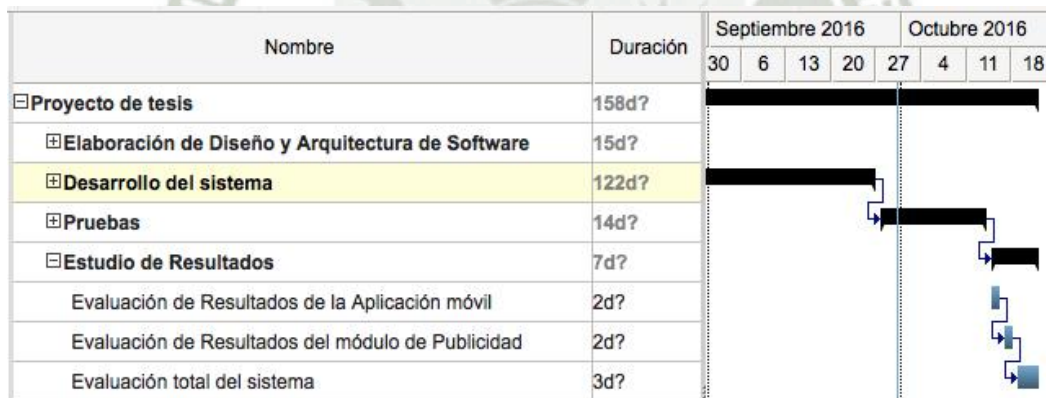 Nombre Duración Septiembre 2016 Octubre 2016
30 6 13 20 27 4 11 18
Proyecto de tesis 158d?
Elaboración de Diseño y Arquitectura de Software 15d?
Desarrollo del sistema 122d?
Pruebas 14d?
Estudio de Resultados 7d?
Evaluación de Resultados de la Aplicación móvil 2d?
Evaluación de Resultados del módulo de Publicidad 2d?
Evaluación total del sistema 3d?